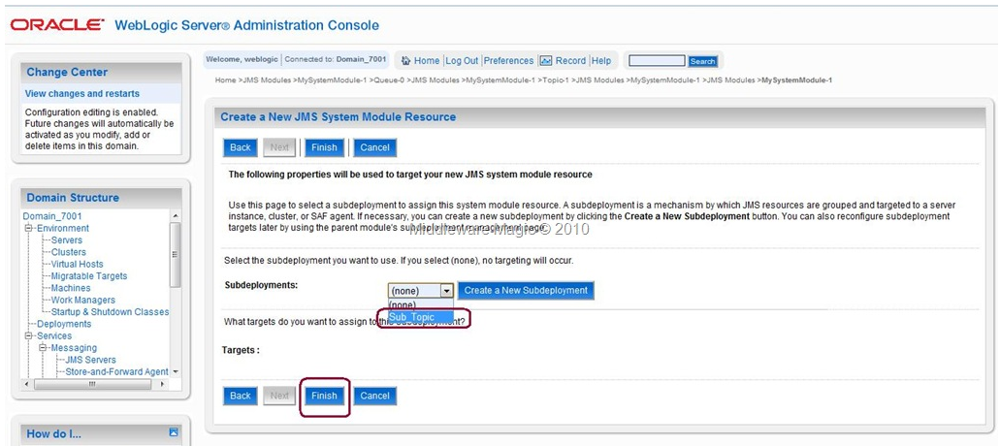 ORACLE® WebLogic Server® Administration Console
Change Center
View changes and restarts
Configuration editing is enabled.
Future changes will automatically be
activated as you modify, add or
delete items in this domain.
Domain Structure
Domain_7001
Environment
Servers
Clusters
Virtual Hosts
Migratable Targets
Machines
Work Managers
Startup & Shutdown Classes
Deployments
Services
Messaging
JMS Servers
Store-and-Forward Agent
How do I...
Welcome, weblogic Connected to: Domain_7001
Home Log Out Preferences Record Help Search
Home >JMS Modules >MySystemModule-1 >Queue-0 >JMS Modules >MySystemModule-1 >Topic-1 >JMS Modules >MySystemModule-1 >JMS Modules >MySystemModule-1
Create a New JMS System Module Resource
Back Next Finish Cancel
The following properties will be used to target your new JMS system module resource
Use this page to select a subdeployment to assign this system module resource. A subdeployment is a mechanism by which JMS resources are grouped and targeted to a server
instance, cluster, or SAF agent. If necessary, you can create a new subdeployment by clicking the Create a New Subdeployment button. You can also reconfigure subdeployment
targets later by using the parent module's subdeployment management page.
Middleware Magic © 2010
Select the subdeployment you want to use. If you select (none), no targeting will occur.
Subdeployments: (none) Create a New Subdeployment
(none)
Sub_Topic
What targets do you want to assign to this subdeployment?
Targets :
Back Next Finish Cancel